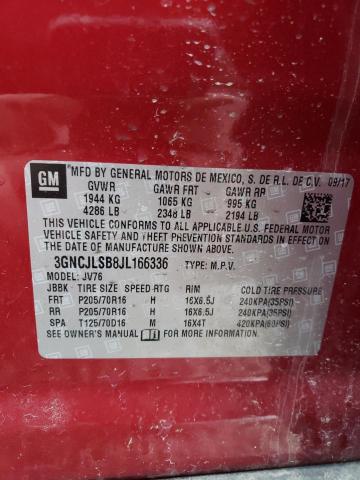 GM
MFD BY GENERAL MOTORS DE MEXICO, S. DE R.L. DE C.V. 09/17
GVWR GAWR FRT GAWR RR
1944 KG 1065 KG 995 KG
4286 LB 2348 LB 2194 LB
THIS VEHICLE CONFORMS TO ALL APPLICABLE U.S. FEDERAL MOTOR
VEHICLE SAFETY AND THEFT PREVENTION STANDARDS IN EFFECT ON
THE DATE OF MANUFACTURE SHOWN ABOVE.
3GNCJLSB8JL166336 TYPE: M.P.V.
MODEL: JV76
JBBK TIRE SIZE SPEED-RTG RIM COLD TIRE PRESSURE
FRT P205/70R16 H 16X6.5J 240KPA(35PSI)
RR P205/70R16 H 16X6.5J 240KPA(35PSI)
SPA T125/70D16 M 16X4T 420KPA(60PSI)
SEE OWNER'S MANUAL FOR MORE INFORMATION